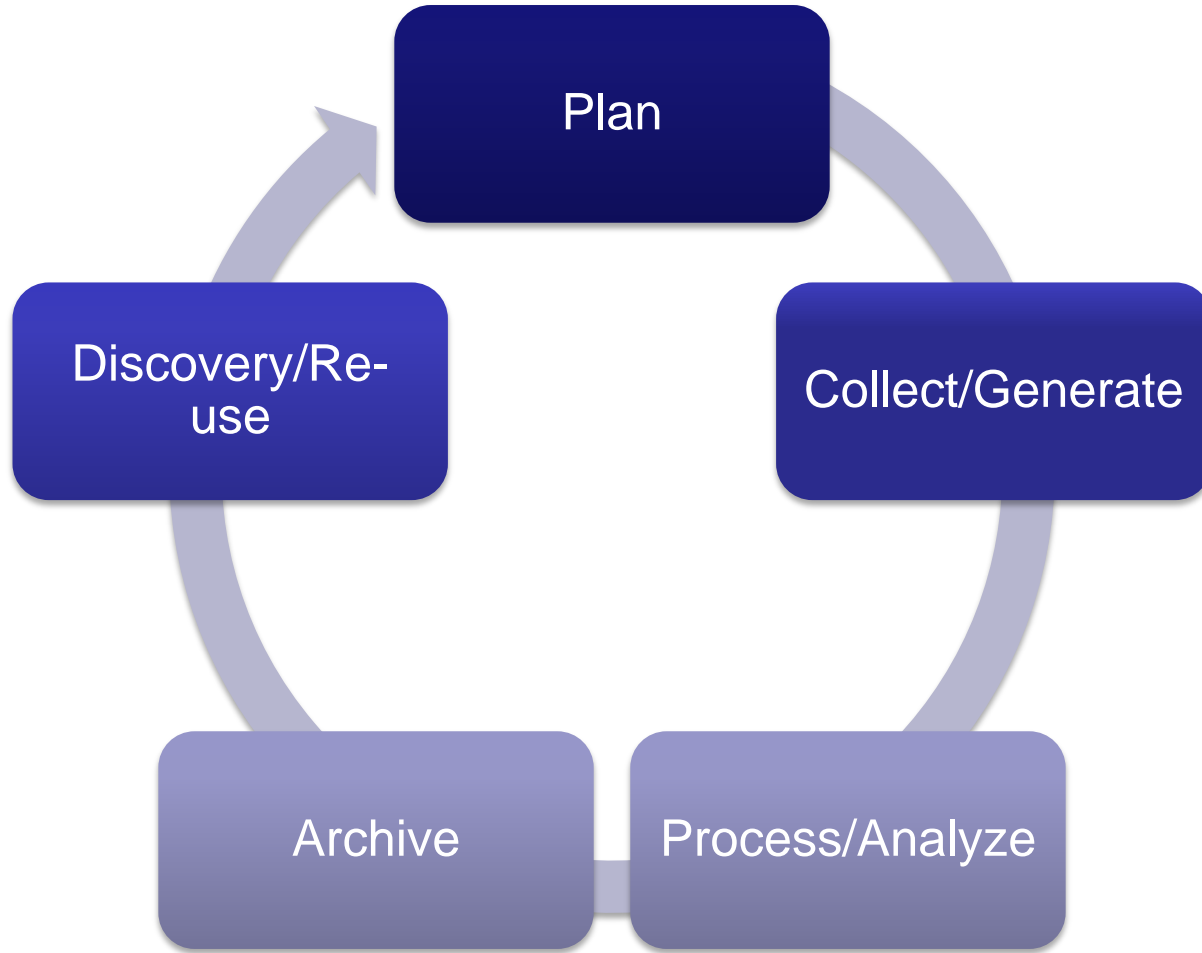 Plan
Collect/Generate
Process/Analyze
Archive
Discovery/Re-
use